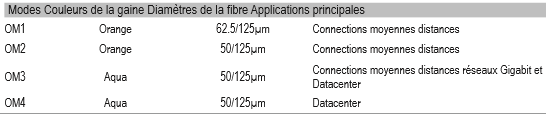 Modes Couleurs de la gaine Diamètres de la fibre Applications principales
OM1 Orange 62.5/125µm Connections moyennes distances
OM2 Orange 50/125µm Connections moyennes distances
OM3 Aqua 50/125µm Connections moyennes distances réseaux Gigabit et
Datacenter
OM4 Aqua 50/125µm Datacenter